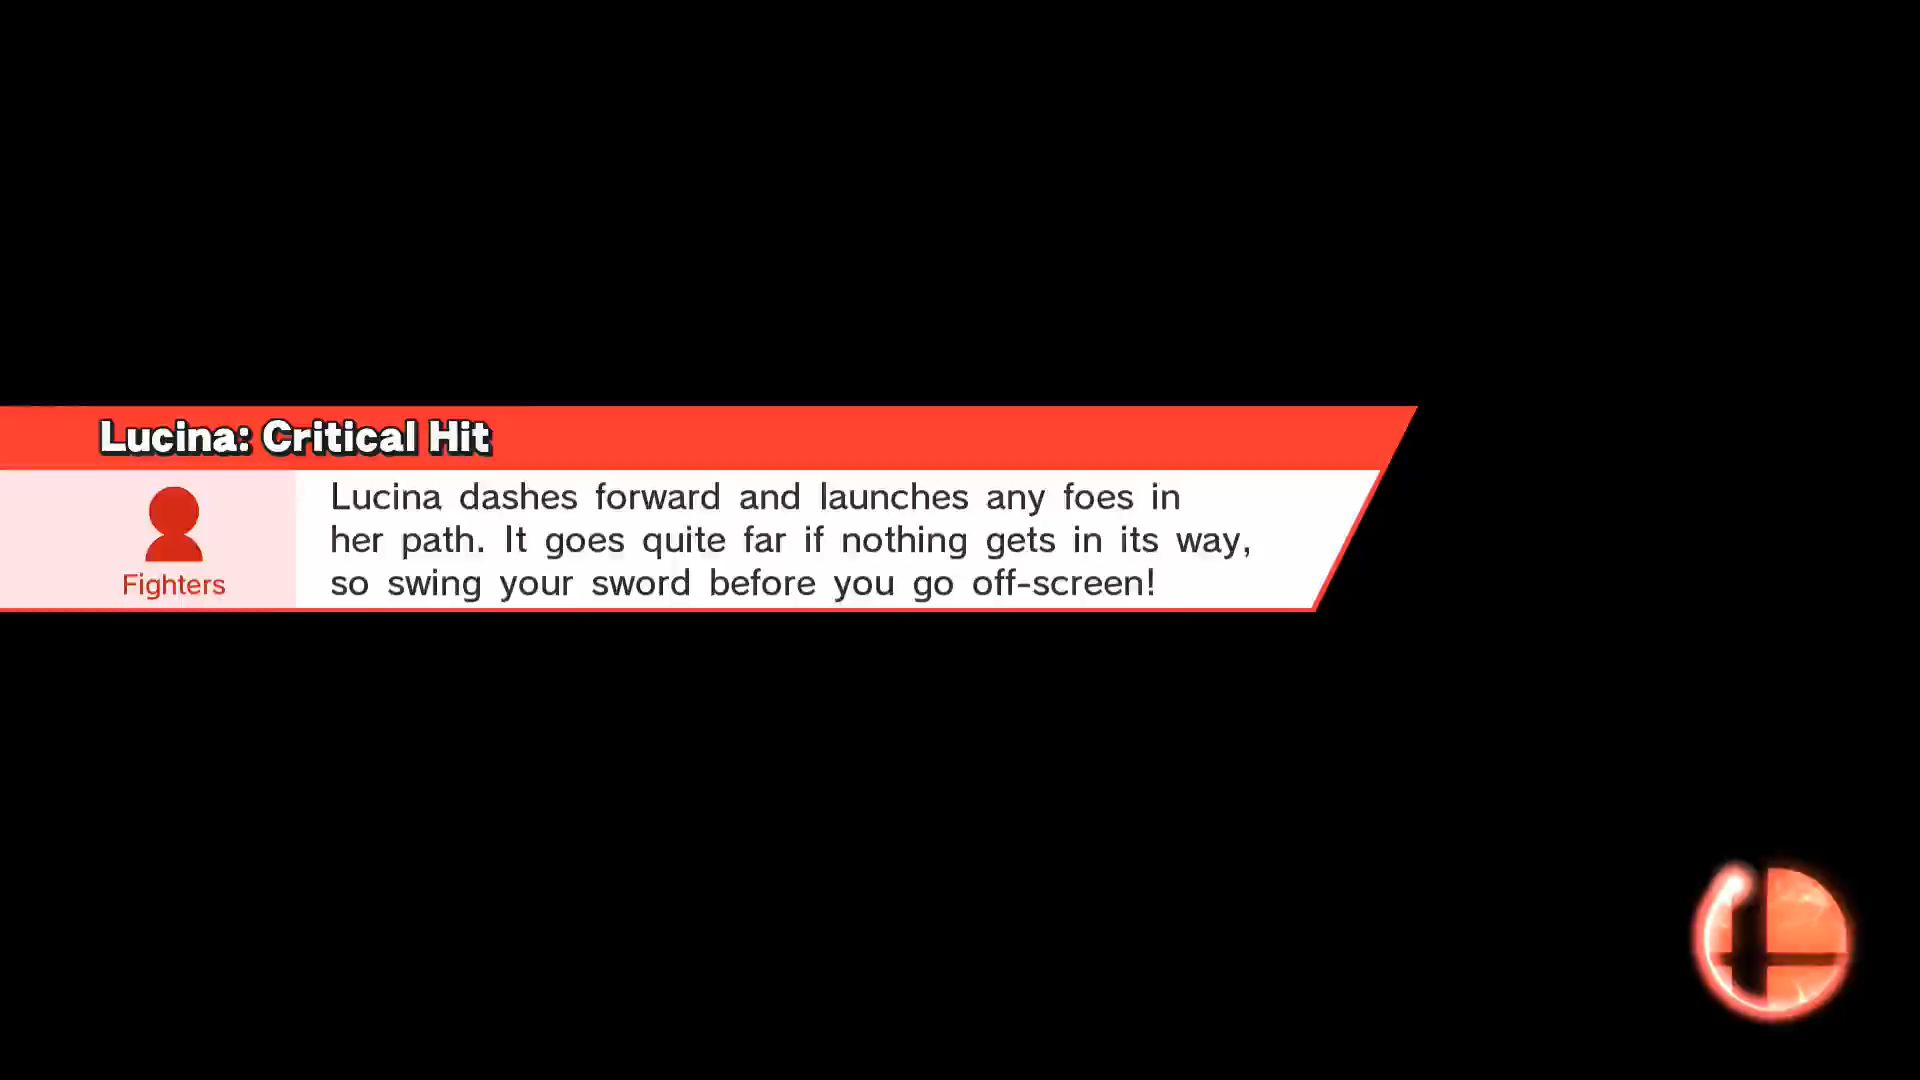 Lucina: Critical Hit
Fighters
Lucina dashes forward and launches any foes in
her path. It goes quite far if nothing gets in its way,
so swing your sword before you go off-screen!